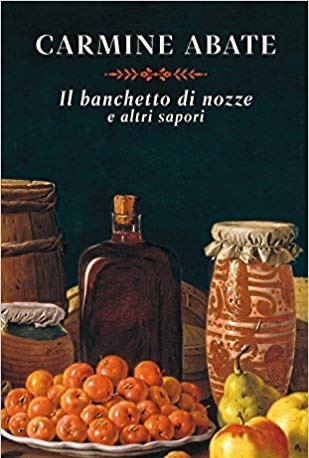 CARMINE ABATE
Il banchetto di nozze
e altri sapori